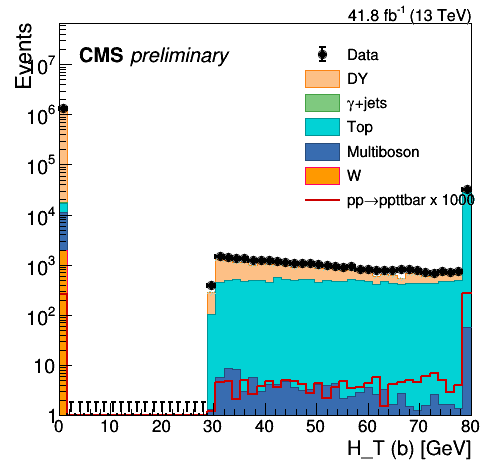 41.8 fb⁻¹ (13 TeV)
Events
CMS preliminary
Data
DY
γ+jets
Top
Multiboson
W
pp→ppttbar x 1000
10⁷
10⁶
10⁵
10⁴
10³
10²
10
1
0 10 20 30 40 50 60 70 80
H_T (b) [GeV]